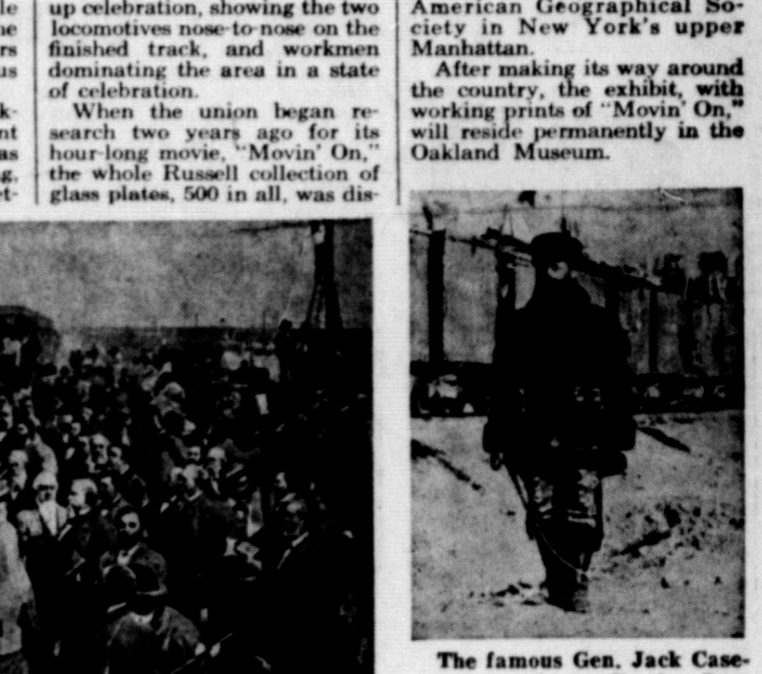 up celebration, showing the two
locomotives nose-to-nose on the
finished track, and workmen
dominating the area in a state
of celebration.
When the union began re-
search two years ago for its
hour-long movie, "Movin' On,"
the whole Russell collection of
glass plates, 500 in all, was dis-
American Geographical So-
ciety in New York's upper
Manhattan.
After making its way around
the country, the exhibit, with
working prints of "Movin' On,"
will reside permanently in the
Oakland Museum.
The famous Gen. Jack Case-